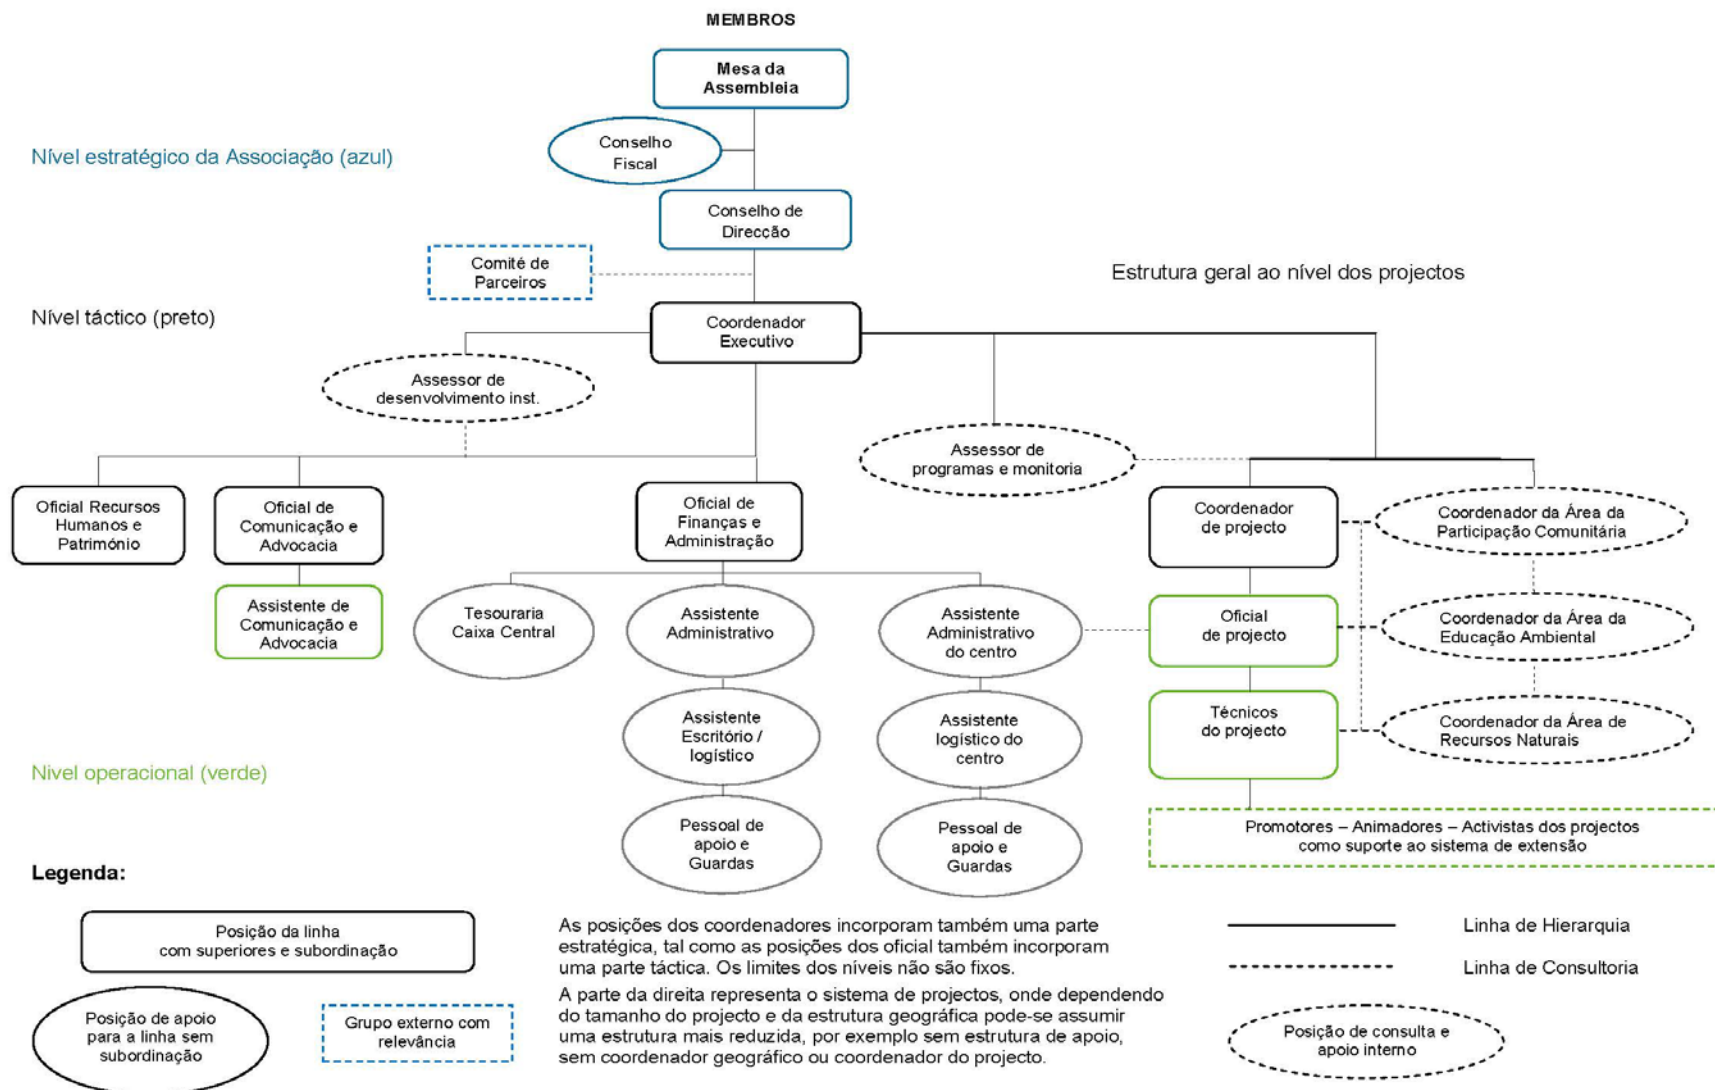 MEMBROS
Mesa da
Assembleia
Conselho
Fiscal
Nível estratégico da Associação (azul)
Conselho de
Direcção
Comité de
Parceiros
Estrutura geral ao nível dos projectos
Nível táctico (preto)
Coordenador
Executivo
Assessor de
desenvolvimento inst.
Assessor de
programas e monitoria
Oficial Recursos
Humanos e
Património
Oficial de
Comunicação e
Advocacia
Oficial de
Finanças e
Administração
Coordenador
de projecto
Coordenador da Área da
Participação Comunitária
Assistente de
Comunicação e
Advocacia
Tesouraria
Caixa Central
Assistente
Administrativo
Assistente
Administrativo
do centro
Oficial
de projecto
Coordenador da Área da
Educação Ambiental
Assistente
Escritório /
logístico
Assistente
logístico do
centro
Técnicos
do projecto
Coordenador da Área de
Recursos Naturais
Nivel operacional (verde)
Pessoal de
apoio e
Guardas
Pessoal de
apoio e
Guardas
Promotores – Animadores – Activistas dos projectos
como suporte ao sistema de extensão
Legenda:
Posição da linha
com superiores e subordinação
Posição de apoio
para a linha sem
subordinação
Grupo externo com
relevância
As posições dos coordenadores incorporam também uma parte
estratégica, tal como as posições dos oficial também incorporam
uma parte táctica. Os limites dos níveis não são fixos.
A parte da direita representa o sistema de projectos, onde dependendo
do tamanho do projecto e da estrutura geográfica pode-se assumir
uma estrutura mais reduzida, por exemplo sem estrutura de apoio,
sem coordenador geográfico ou coordenador do projecto.
Linha de Hierarquia
Linha de Consultoria
Posição de consulta e
apoio interno